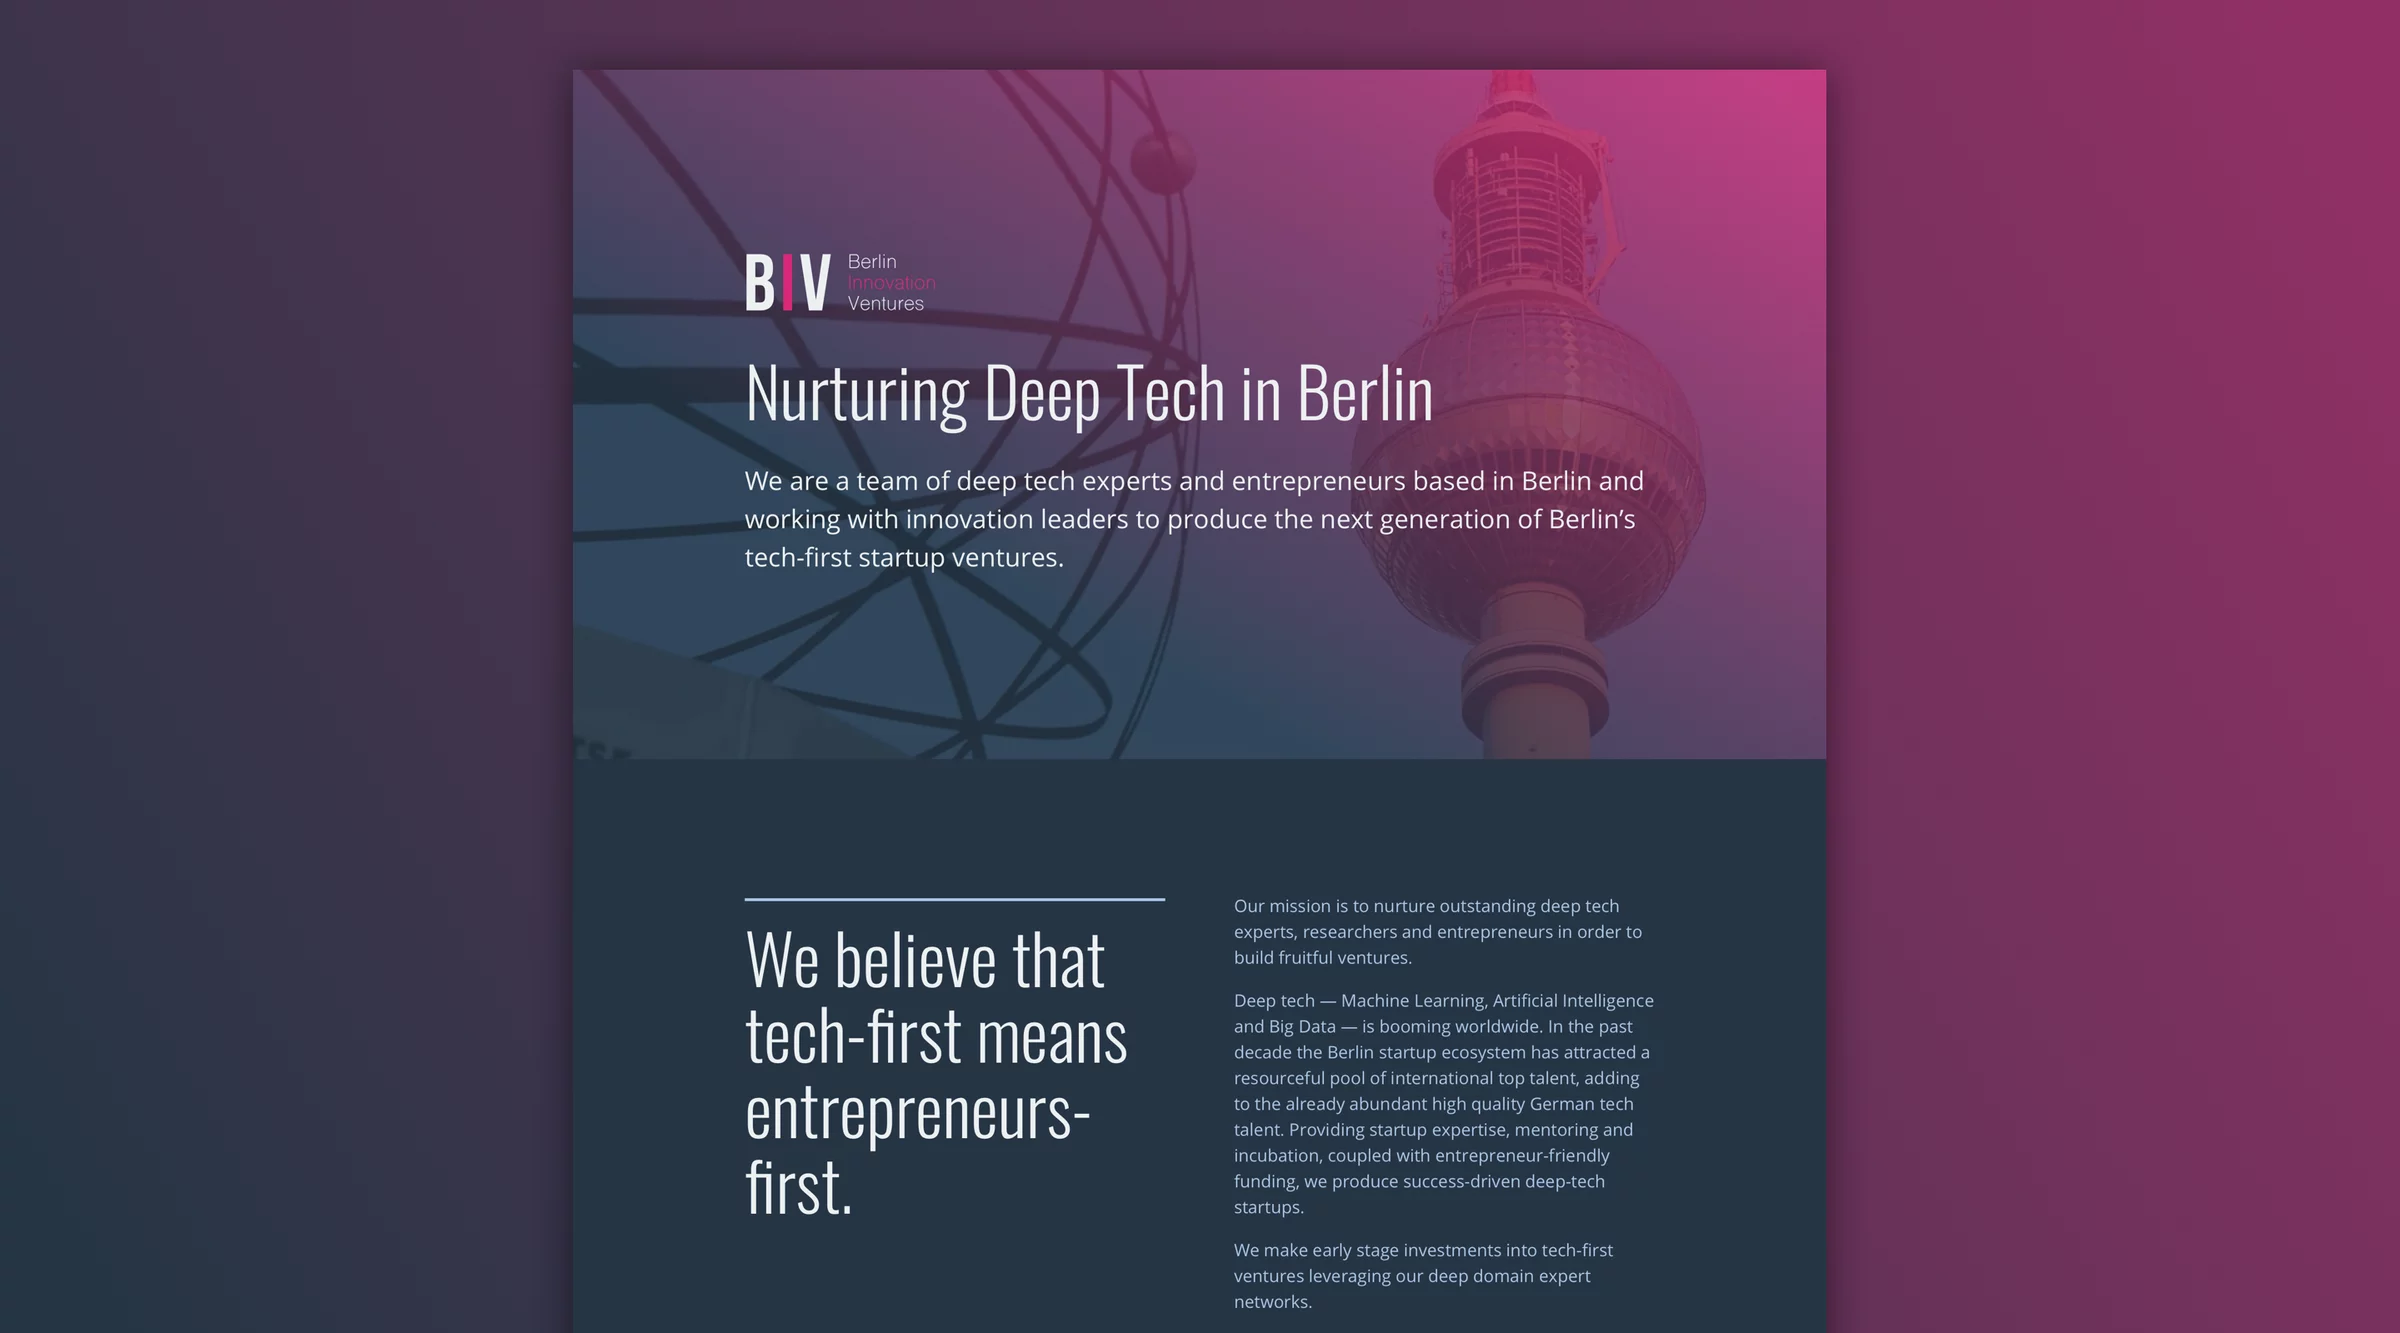 BIV
Berlin
Innovation
Ventures
Nurturing Deep Tech in Berlin
We are a team of deep tech experts and entrepreneurs based in Berlin and
working with innovation leaders to produce the next generation of Berlin’s
tech-first startup ventures.
We believe that
tech-first means
entrepreneurs-
first.
Our mission is to nurture outstanding deep tech
experts, researchers and entrepreneurs in order to
build fruitful ventures.
Deep tech — Machine Learning, Artificial Intelligence
and Big Data — is booming worldwide. In the past
decade the Berlin startup ecosystem has attracted a
resourceful pool of international top talent, adding
to the already abundant high quality German tech
talent. Providing startup expertise, mentoring and
incubation, coupled with entrepreneur-friendly
funding, we produce success-driven deep-tech
startups.
We make early stage investments into tech-first
ventures leveraging our deep domain expert
networks.